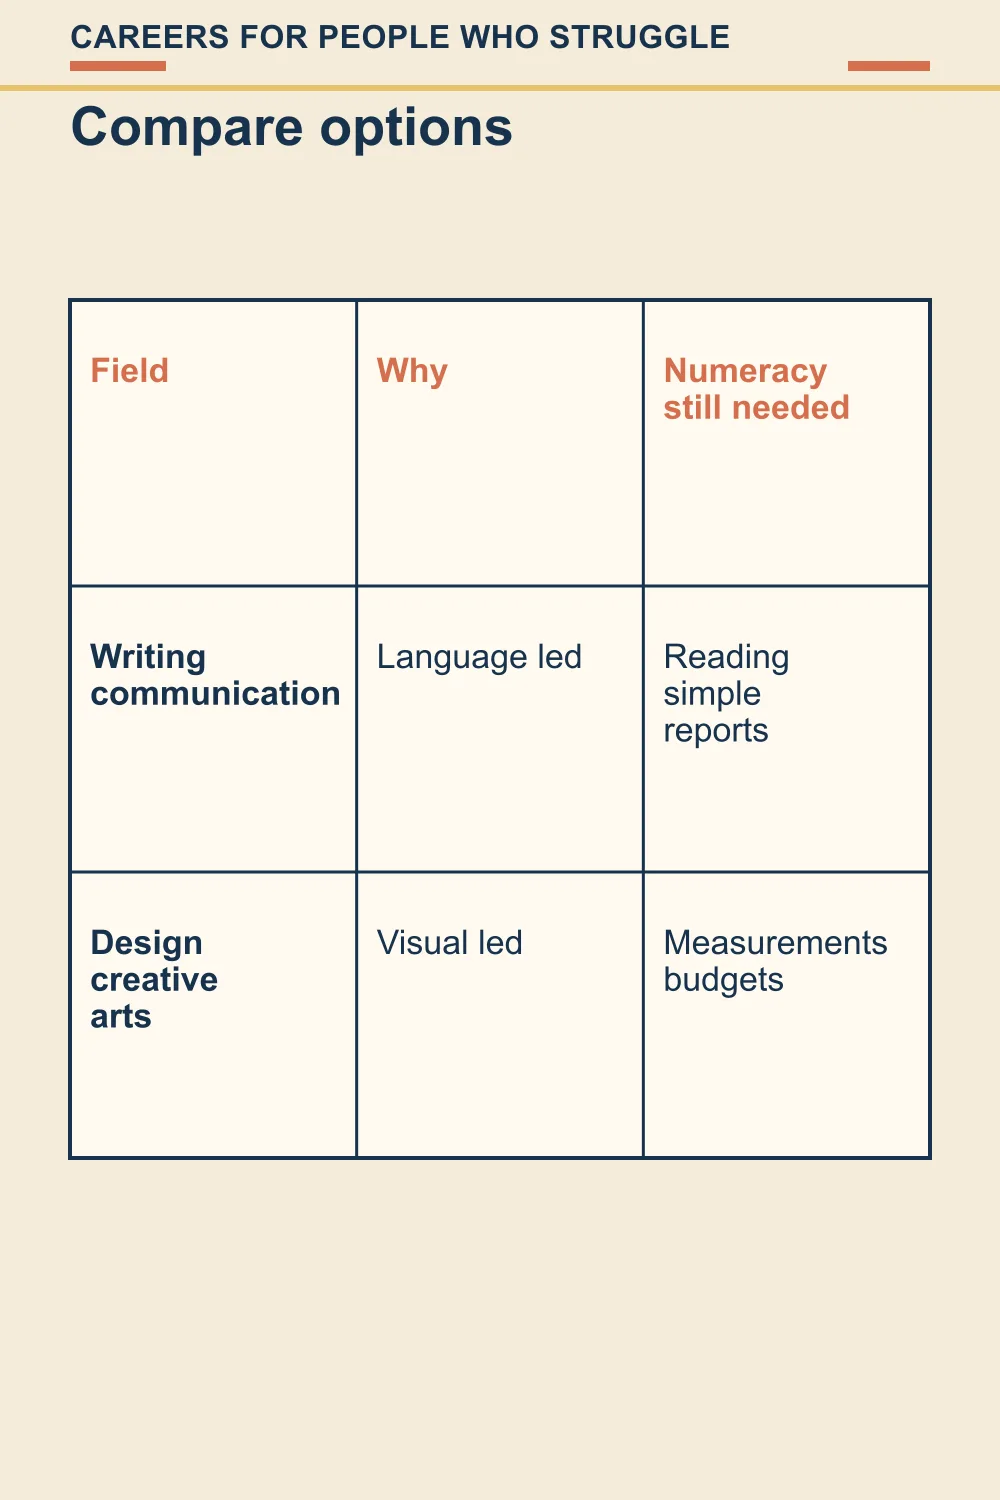 CAREERS FOR PEOPLE WHO STRUGGLE
Compare options
Field
Why
Numeracy
still needed
Writing
communication
Language led
Reading
simple
reports
Design
creative
arts
Visual led
Measurements
budgets